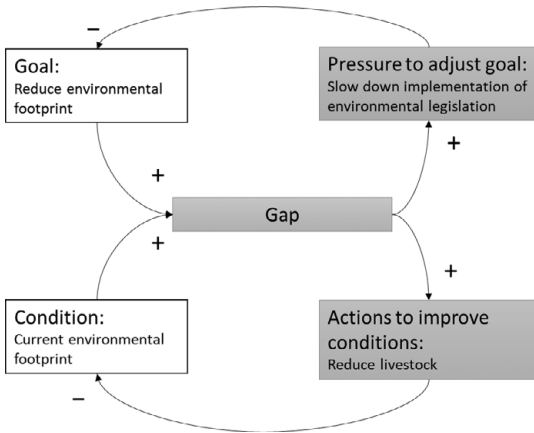 −
Goal:
Reduce environmental
footprint
Pressure to adjust goal:
Slow down implementation of
environmental legislation
+
+
Gap
+
+
Condition:
Current environmental
footprint
Actions to improve
conditions:
Reduce livestock
−